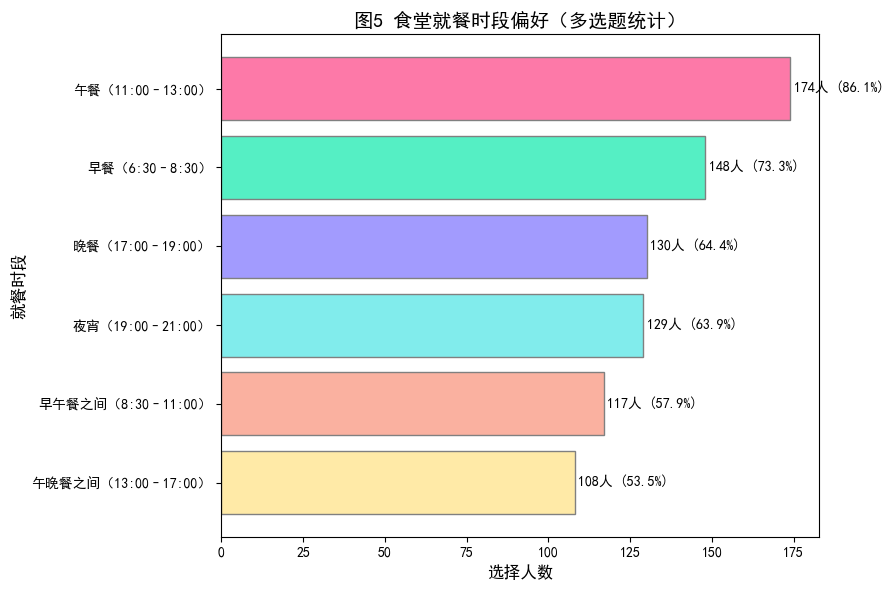 图5 食堂就餐时段偏好（多选题统计）
午餐（11:00-13:00） 174人 (86.1%)
早餐（6:30-8:30） 148人 (73.3%)
晚餐（17:00-19:00） 130人 (64.4%)
夜宵（19:00-21:00） 129人 (63.9%)
早午餐之间（8:30-11:00） 117人 (57.9%)
午晚餐之间（13:00-17:00） 108人 (53.5%)
就餐时段
0 25 50 75 100 125 150 175
选择人数